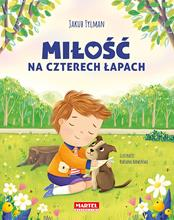 Jakub Tylman
MIŁOŚĆ
NA CZTERECH ŁAPACH
MARTEL